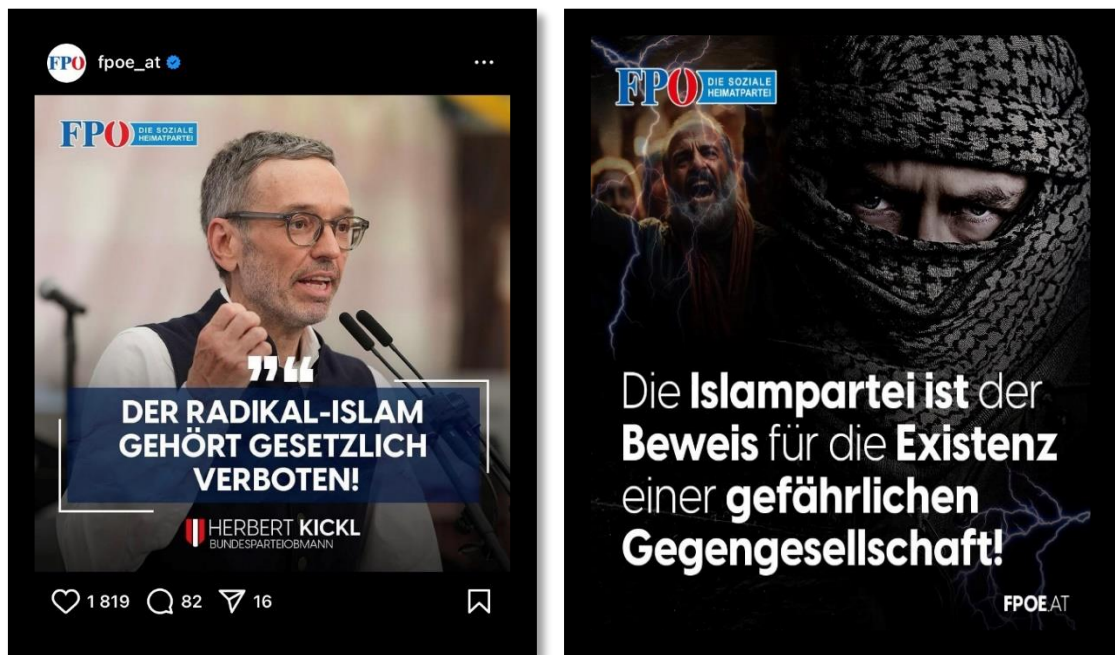 FPÖ fpoe_at
FPÖ DIE SOZIALE
HEIMATPARTEI
DER RADIKAL-ISLAM
GEHÖRT GESETZLICH
VERBOTEN!
HERBERT KICKL
BUNDESPARTEIOBMANN
1 819 82 16
FPÖ DIE SOZIALE
HEIMATPARTEI
Die Islampartei ist der
Beweis für die Existenz
einer gefährlichen
Gegengesellschaft!
FPOE.AT